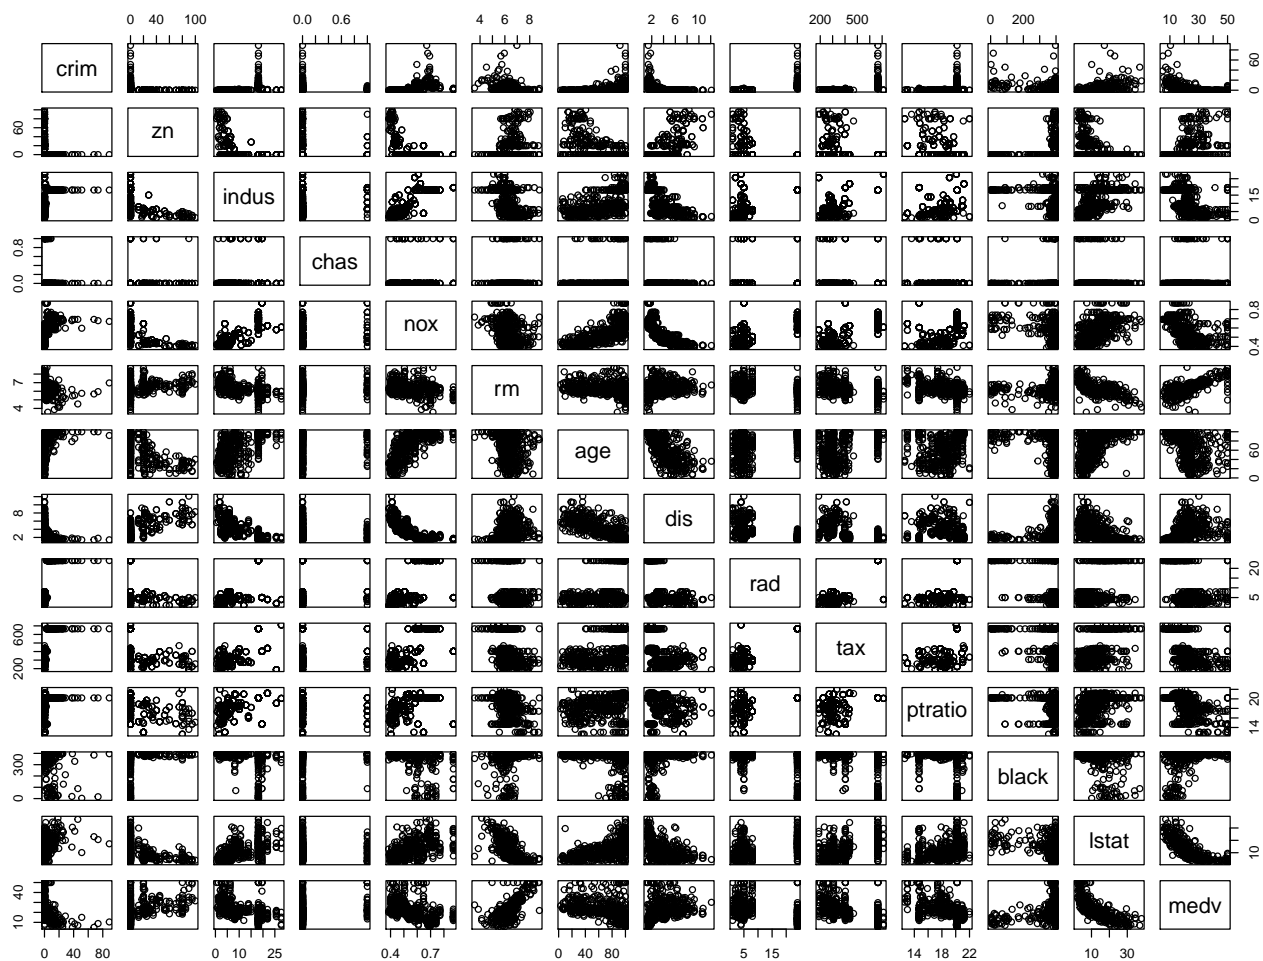 0 40 100 0.0 0.6 4 6 8 2 6 12 200 500 0 200 10 30 50
crim 0 60
0 60 zn
indus 0 15
0.0 0.8 chas
nox 0.4 0.8
4 7 rm
age 0 60
2 8 dis
rad 5 20
200 600 tax
ptratio 14 20
0 300 black
lstat 10
10 40 medv
0 40 80 0 10 25 0.4 0.7 0 40 80 5 15 14 18 22 10 30